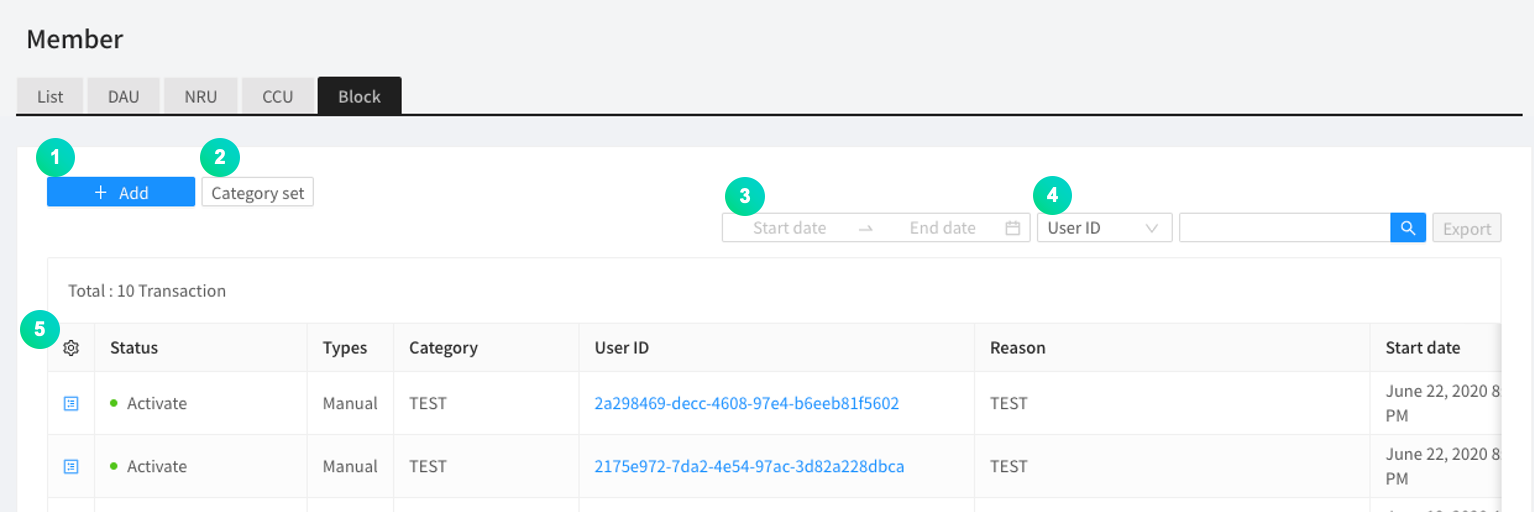 Member
List DAU NRU CCU Block
1 2
+ Add Category set
3 4
Start date → End date User ID Export
Total : 10 Transaction
5
Status Types Category User ID Reason Start date
Activate Manual TEST 2a298469-decc-4608-97e4-b6eeb81f5602 TEST June 22, 2020 8
PM
Activate Manual TEST 2175e972-7da2-4e54-97ac-3d82a228dbca TEST June 22, 2020 8
PM